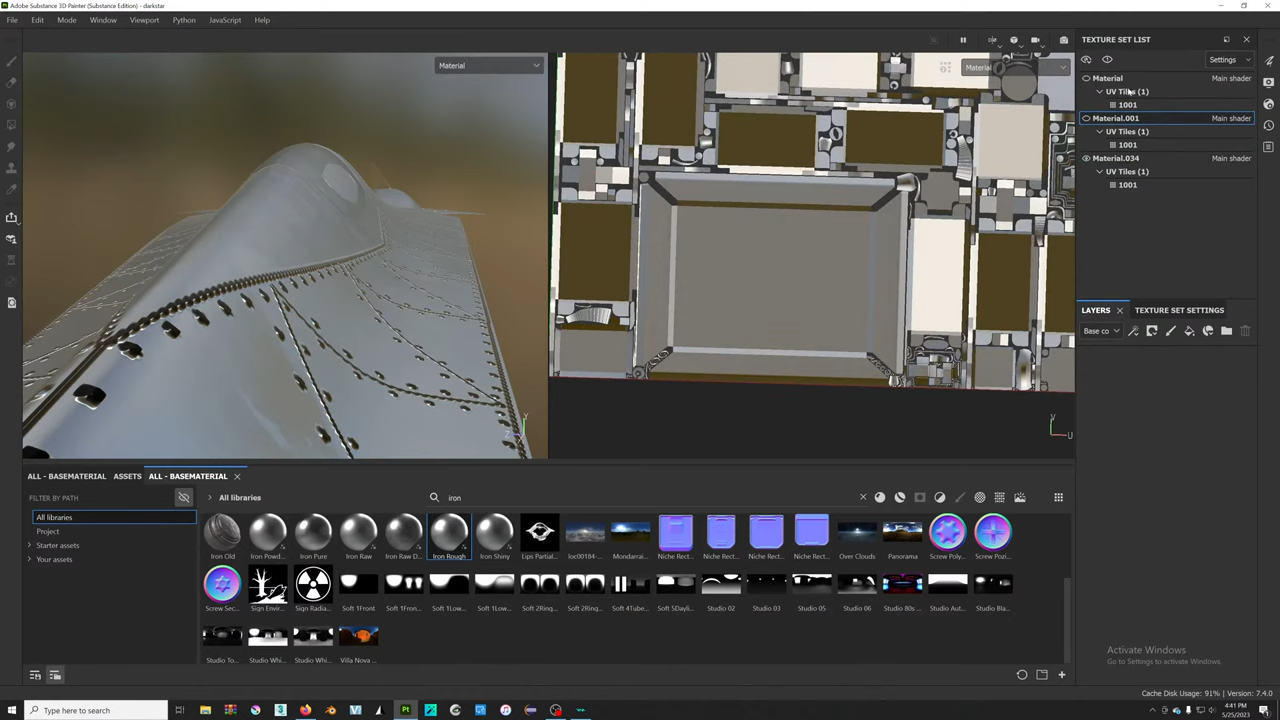 Adobe Substance 3D Painter (Substance Edition) - darkstar
File Edit Mode Window Viewport Python JavaScript Help
Material
Material
TEXTURE SET LIST
Settings
Material Main shader
UV Tiles (1)
1001
Material.001 Main shader
UV Tiles (1)
1001
Material.034 Main shader
UV Tiles (1)
1001
LAYERS TEXTURE SET SETTINGS
Base co
Y
Y
U
ALL - BASEMATERIAL ASSETS ALL - BASEMATERIAL
FILTER BY PATH
All libraries
iron
All libraries
Project
Starter assets
Your assets
Iron Old Iron Powd... Iron Pure Iron Raw Iron Raw D... Iron Rough Iron Shiny Lips Partial... loc00184-... Mondarrai... Niche Rect... Niche Rect... Niche Rect... Niche Rect... Over Clouds Panorama Screw Poly... Screw Pozi...
Screw Sec... Sign Envir... Sign Radia... Soft 1Front Soft 1Fron... Soft 1Low... Soft 1Low... Soft 2Ring... Soft 2Ring... Soft 4Tube... Soft 5Dayli... Studio 02 Studio 03 Studio 05 Studio 06 Studio 80s ... Studio Aut... Studio Bla...
Studio To... Studio Whi... Studio Whi... Villa Nova ...
Activate Windows
Go to Settings to activate Windows.
Cache Disk Usage: 91% | Version: 7.4.0
Type here to search
Pt
4:41 PM
5/25/2023